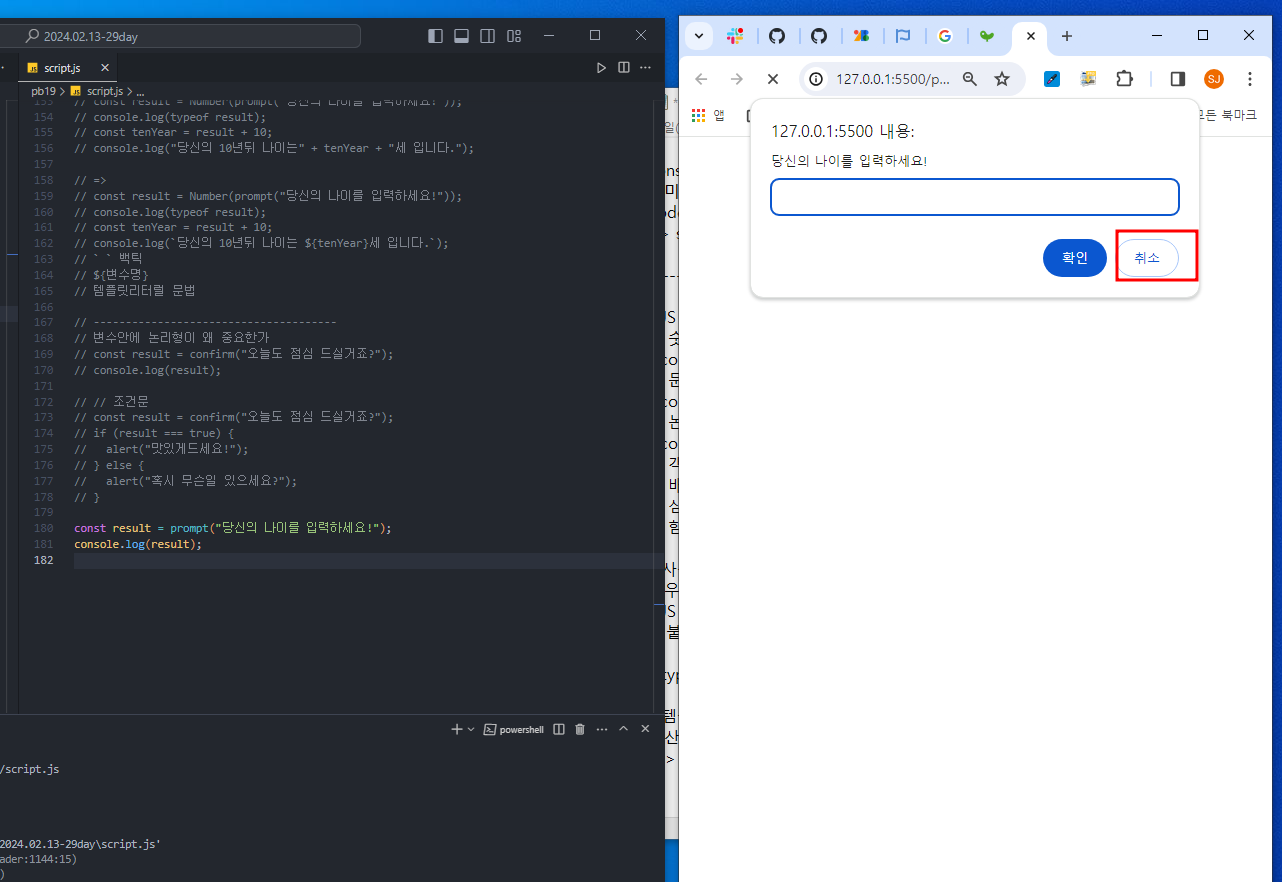 2024.02.13-29day
script.js
pb19 > script.js > ...
153 // const result = Number(prompt("당신의 나이를 입력하세요!"));
154 // console.log(typeof result);
155 // const tenYear = result + 10;
156 // console.log("당신의 10년뒤 나이는" + tenYear + "세 입니다.");
157
158 // =>
159 // const result = Number(prompt("당신의 나이를 입력하세요!"));
160 // console.log(typeof result);
161 // const tenYear = result + 10;
162 // console.log(`당신의 10년뒤 나이는 ${tenYear}세 입니다.`);
163 // ` ` 백틱
164 // ${변수명}
165 // 템플릿리터럴 문법
166
167 // --------------------------------------
168 // 변수안에 논리형이 왜 중요한가
169 // const result = confirm("오늘도 점심 드실거죠?");
170 // console.log(result);
171
172 // // 조건문
173 // const result = confirm("오늘도 점심 드실거죠?");
174 // if (result === true) {
175 //   alert("맛있게드세요!");
176 // } else {
177 //   alert("혹시 무슨일 있으세요?");
178 // }
179
180 const result = prompt("당신의 나이를 입력하세요!");
181 console.log(result);
182
powershell
/script.js
2024.02.13-29day\script.js'
ader:1144:15)
)
127.0.0.1:5500/p...
SJ
앱
모든 북마크
127.0.0.1:5500 내용:
당신의 나이를 입력하세요!
확인
취소